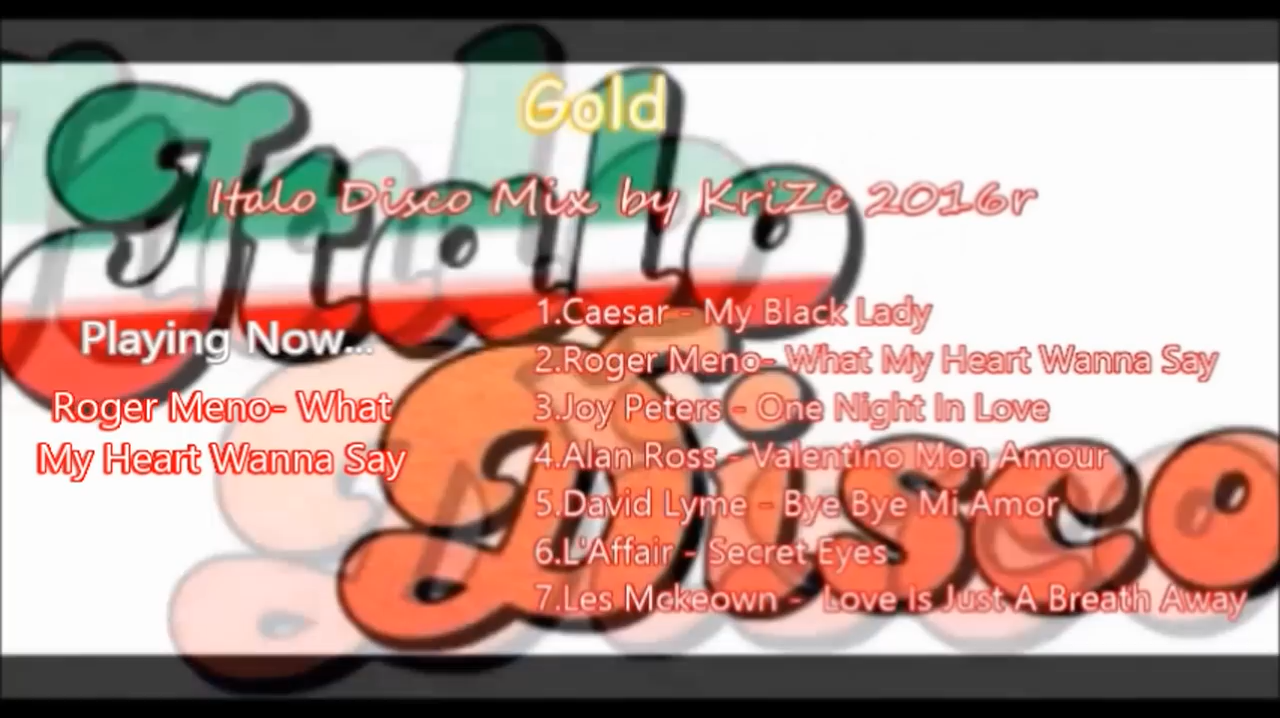 Gold
Italo Disco
Italo Disco Mix by KriZe 2016r
Playing Now...
Roger Meno- What
My Heart Wanna Say
1.Caesar - My Black Lady
2.Roger Meno- What My Heart Wanna Say
3.Joy Peters - One Night In Love
4.Alan Ross - Valentino Mon Amour
5.David Lyme - Bye Bye Mi Amor
6.L'Affair - Secret Eyes
7.Les Mckeown - Love Is Just A Breath Away